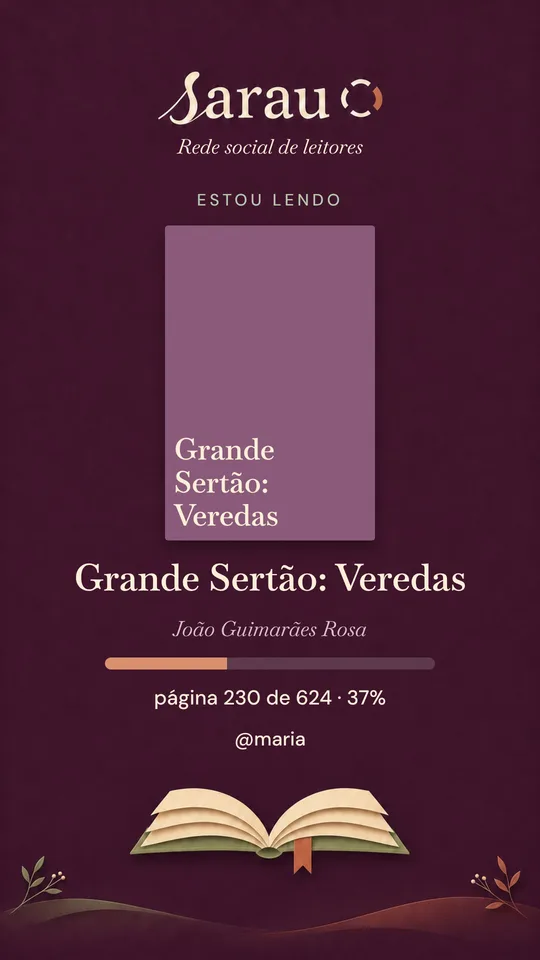 Sarau
Rede social de leitores
ESTOU LENDO
Grande
Sertão:
Veredas
Grande Sertão: Veredas
João Guimarães Rosa
página 230 de 624 · 37%
@maria